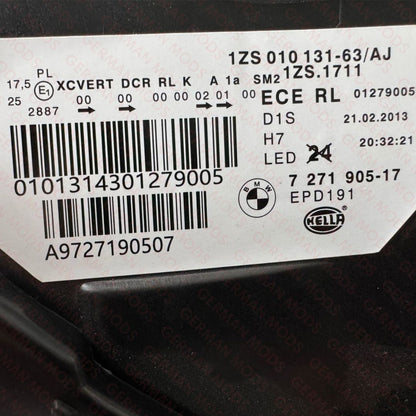 1ZS 010 131-63/AJ
17,5 PL XCVERT DCR RL K A 1a SM2 1ZS.1711
25 E1 00 00 00 00 02 01 00 ECE RL 01279005
2887
D1S 21.02.2013
H7
LED 24 20:32:21
0101314301279005
BMW 7 271 905-17
EPD191
A9727190507
HELLA
GERMAN MODS